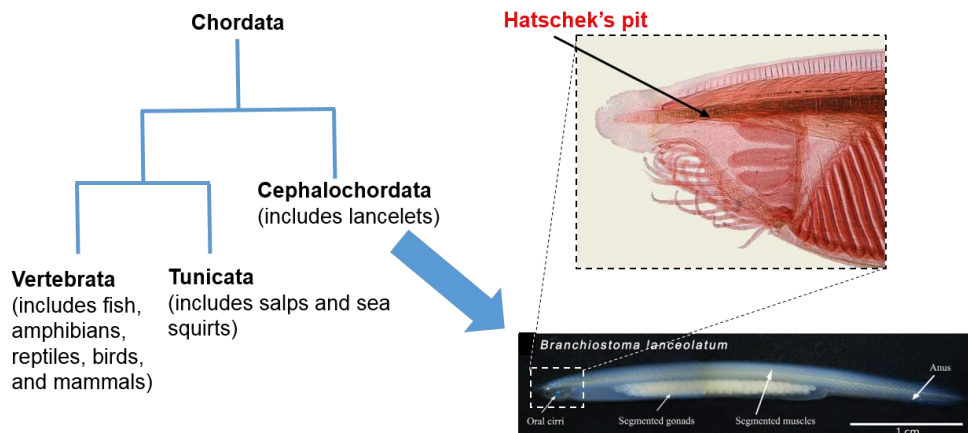 Chordata
Hatschek's pit
Cephalochordata
(includes lancelets)
Vertebrata
(includes fish,
amphibians,
reptiles, birds,
and mammals)
Tunicata
(includes salps and sea
squirts)
Branchiostoma lanceolatum
Anus
Oral cirri
Segmented gonads
Segmented muscles
1 cm